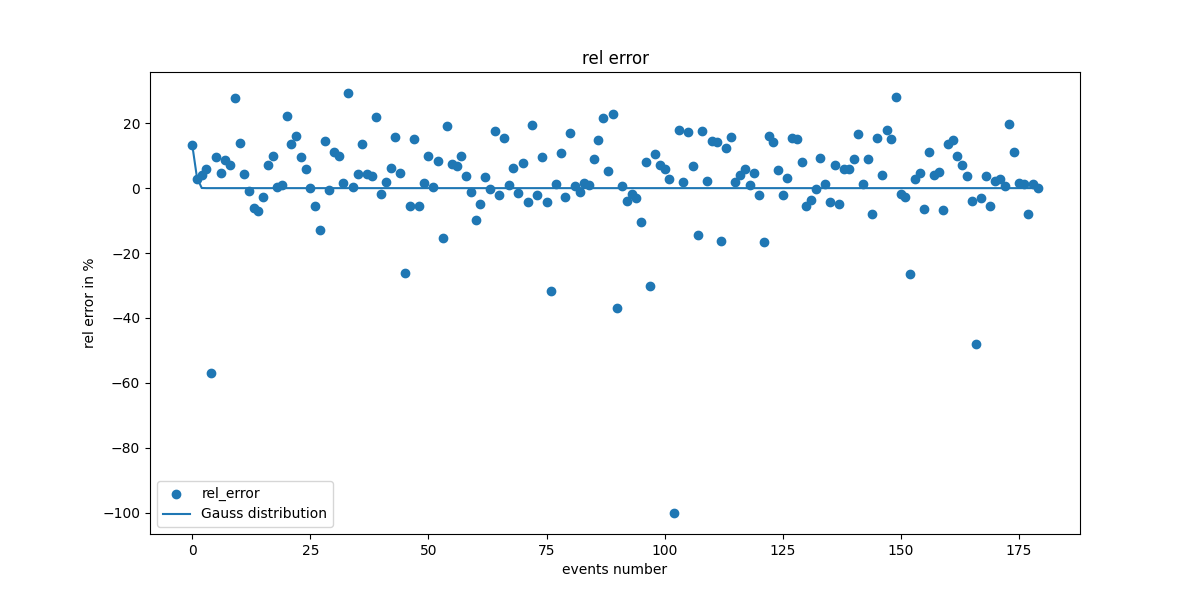 rel error
rel error in %
20
0
−20
−40
−60
−80
−100
rel_error
Gauss distribution
0 25 50 75 100 125 150 175
events number